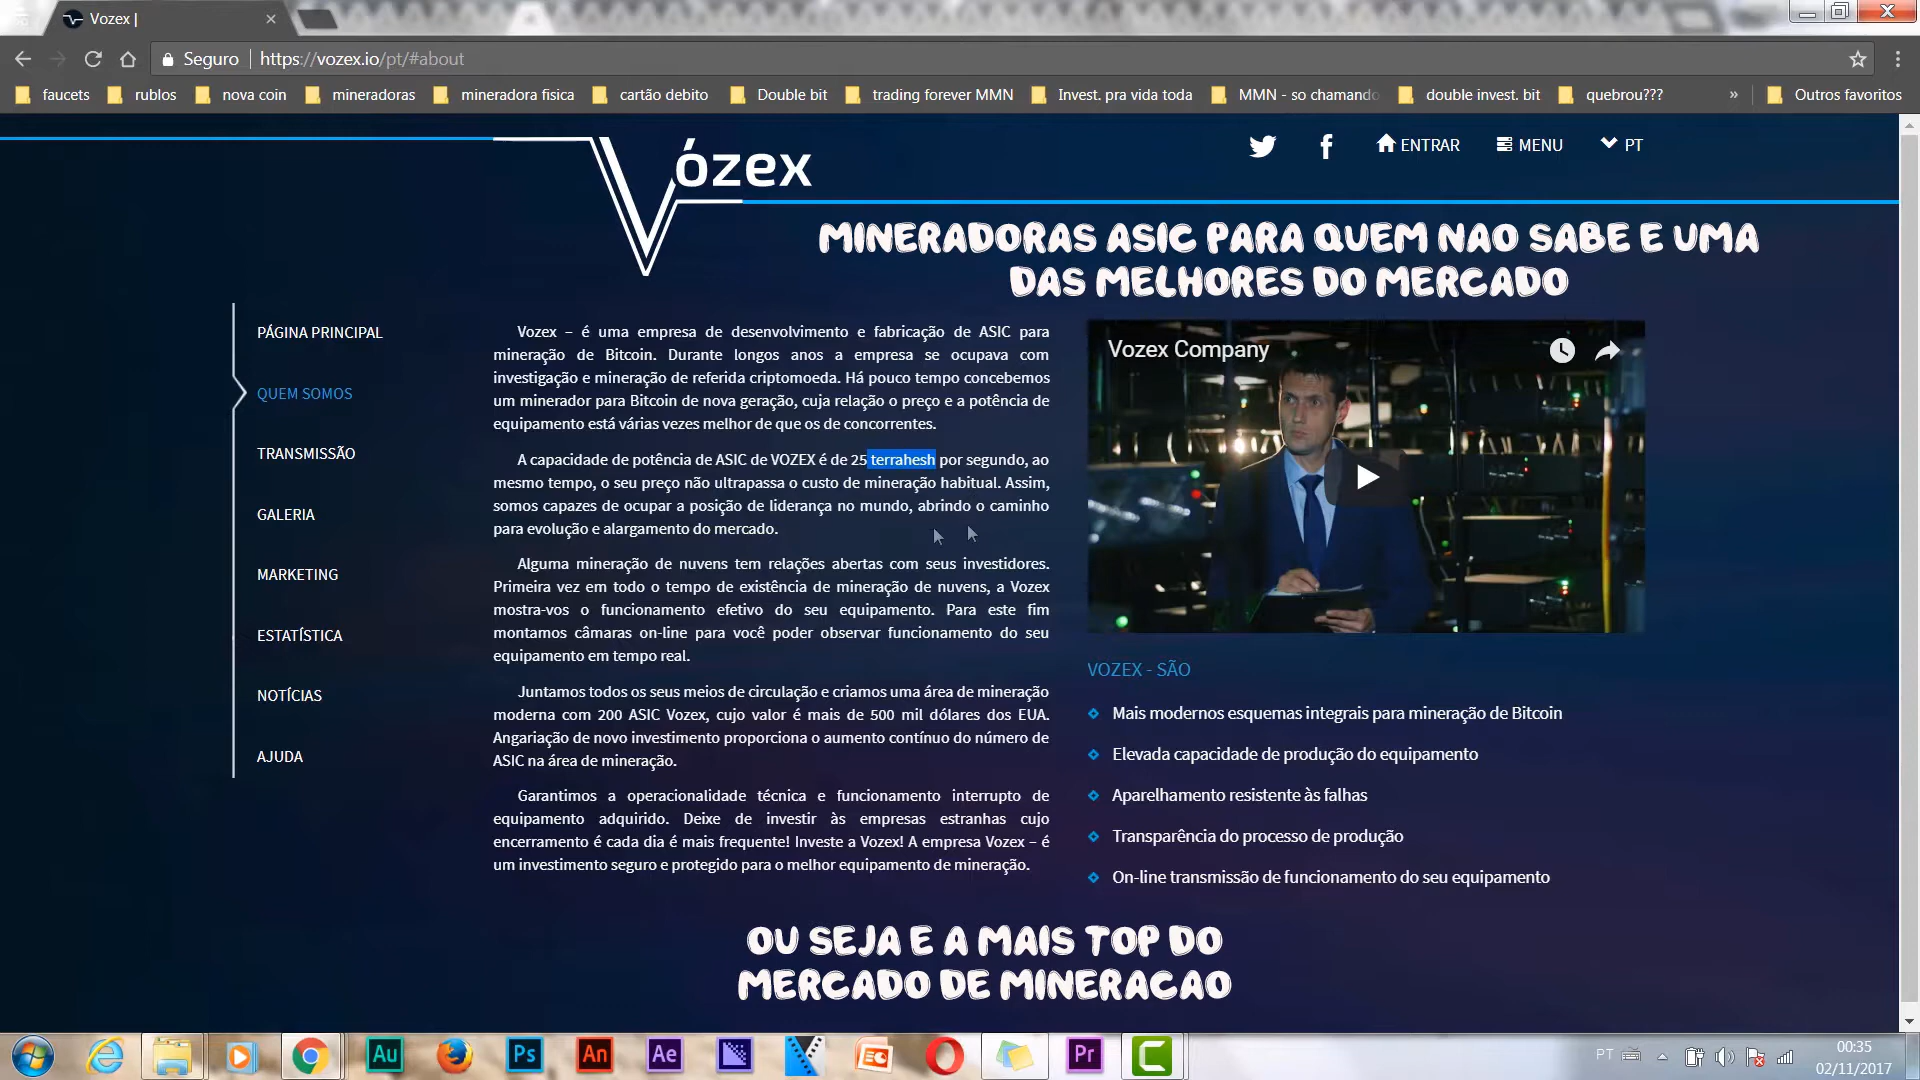 Vozex |
Seguro https://vozex.io/pt/#about
faucets rublos nova coin mineradoras mineradora fisica cartão debito Double bit trading forever MMN Invest. pra vida toda MMN - so chamando double invest. bit quebrou??? » Outros favoritos
Vózex
ENTRAR MENU PT
MINERADORAS ASIC PARA QUEM NAO SABE E UMA
DAS MELHORES DO MERCADO
PÁGINA PRINCIPAL
QUEM SOMOS
TRANSMISSÃO
GALERIA
MARKETING
ESTATÍSTICA
NOTÍCIAS
AJUDA
Vozex – é uma empresa de desenvolvimento e fabricação de ASIC para
mineração de Bitcoin. Durante longos anos a empresa se ocupava com
investigação e mineração de referida criptomoeda. Há pouco tempo concebemos
um minerador para Bitcoin de nova geração, cuja relação o preço e a potência de
equipamento está várias vezes melhor de que os de concorrentes.
A capacidade de potência de ASIC de VOZEX é de 25 terrahesh por segundo, ao
mesmo tempo, o seu preço não ultrapassa o custo de mineração habitual. Assim,
somos capazes de ocupar a posição de liderança no mundo, abrindo o caminho
para evolução e alargamento do mercado.
Alguma mineração de nuvens tem relações abertas com seus investidores.
Primeira vez em todo o tempo de existência de mineração de nuvens, a Vozex
mostra-vos o funcionamento efetivo do seu equipamento. Para este fim
montamos câmaras on-line para você poder observar funcionamento do seu
equipamento em tempo real.
Juntamos todos os seus meios de circulação e criamos uma área de mineração
moderna com 200 ASIC Vozex, cujo valor é mais de 500 mil dólares dos EUA.
Angariação de novo investimento proporciona o aumento contínuo do número de
ASIC na área de mineração.
Garantimos a operacionalidade técnica e funcionamento interrupto de
equipamento adquirido. Deixe de investir às empresas estranhas cujo
encerramento é cada dia é mais frequente! Investe a Vozex! A empresa Vozex – é
um investimento seguro e protegido para o melhor equipamento de mineração.
Vozex Company
VOZEX - SÃO
Mais modernos esquemas integrais para mineração de Bitcoin
Elevada capacidade de produção do equipamento
Aparelhamento resistente às falhas
Transparência do processo de produção
On-line transmissão de funcionamento do seu equipamento
OU SEJA E A MAIS TOP DO
MERCADO DE MINERACAO
Au Ps An Ae Pr C
PT
00:35
02/11/2017